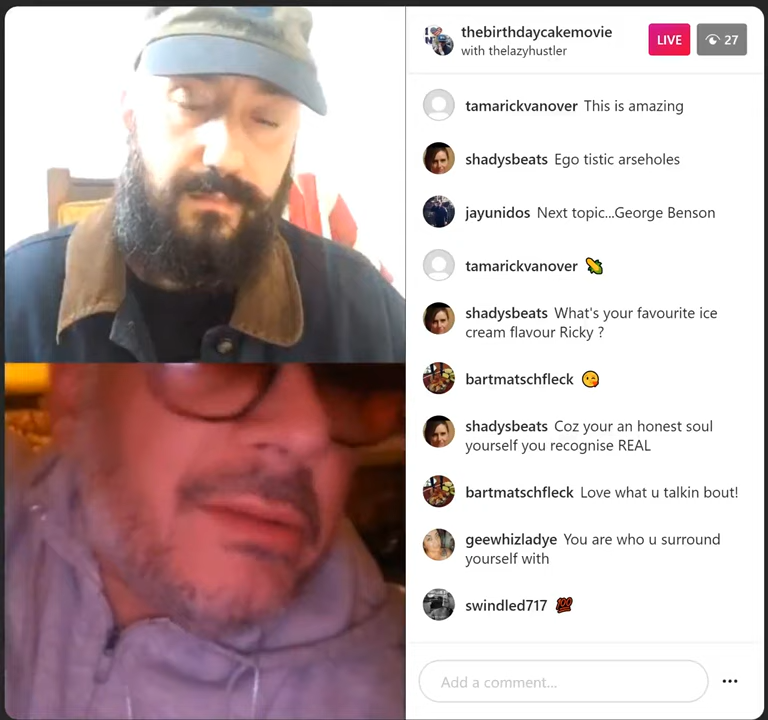 thebirthdaycakemovie
with thelazyhustler
LIVE
27
tamarickvanover This is amazing
shadysbeats Ego tistic arseholes
jayunidos Next topic...George Benson
tamarickvanover 🌽
shadysbeats What's your favourite ice
cream flavour Ricky ?
bartmatschfleck 😋
shadysbeats Coz your an honest soul
yourself you recognise REAL
bartmatschfleck Love what u talkin bout!
geewhizladye You are who u surround
yourself with
swindled717 💯
Add a comment...